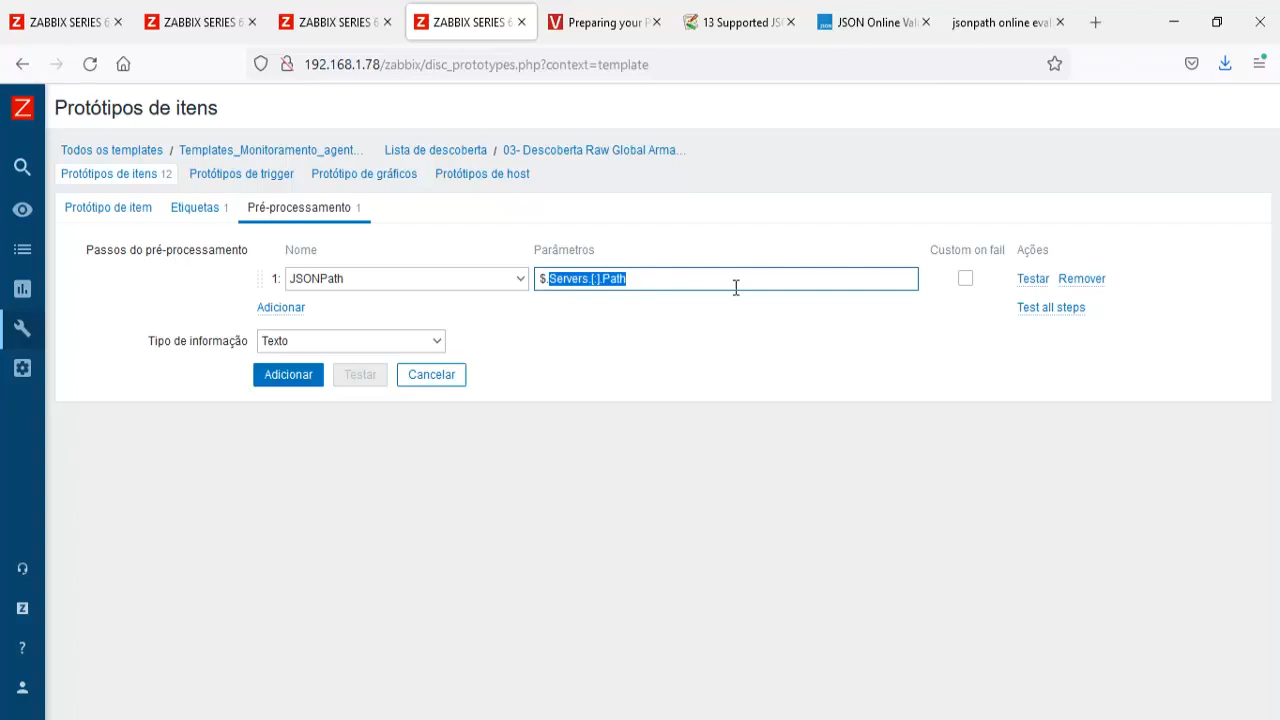 ZABBIX SERIES 6.
ZABBIX SERIES 6.
ZABBIX SERIES 6.
ZABBIX SERIES 6.
Preparing your P
13 Supported JS
JSON Online Vali
jsonpath online eval
192.168.1.78/zabbix/disc_prototypes.php?context=template
Z
Protótipos de itens
Todos os templates / Templates_Monitoramento_agent... Lista de descoberta / 03- Descoberta Raw Global Arma...
Protótipos de itens 12 Protótipos de trigger Protótipo de gráficos Protótipos de host
Protótipo de item Etiquetas 1 Pré-processamento 1
Passos do pré-processamento Nome Parâmetros Custom on fail Ações
1: JSONPath $.Servers.[:].Path Testar Remover
Adicionar Test all steps
Tipo de informação Texto
Adicionar Testar Cancelar
Z
?